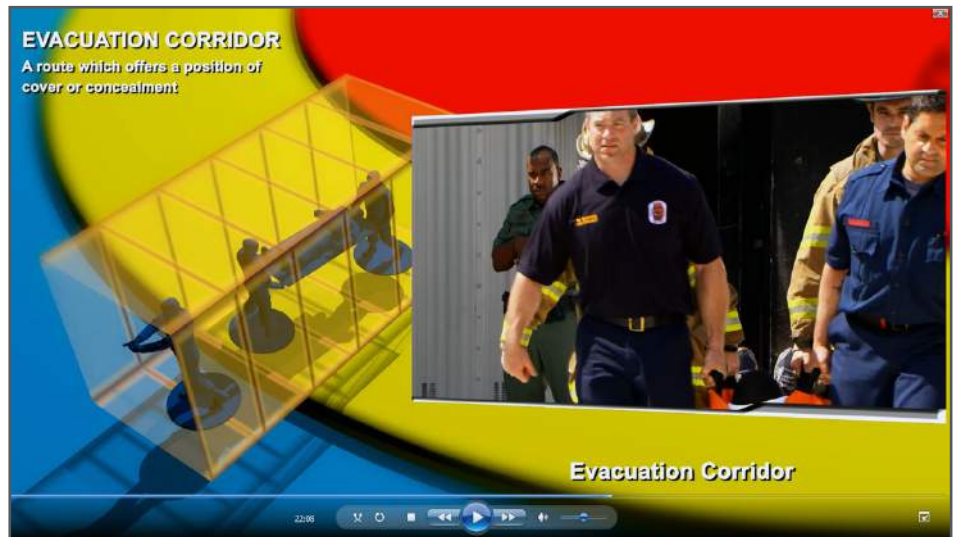 EVACUATION CORRIDOR
A route which offers a position of
cover or concealment
Evacuation Corridor
22:08